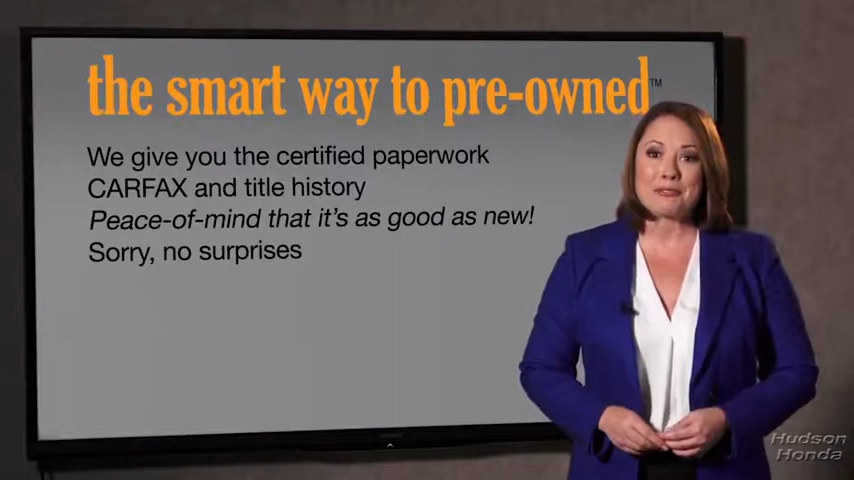 the smart way to pre-owned™
We give you the certified paperwork
CARFAX and title history
Peace-of-mind that it's as good as new!
Sorry, no surprises
Hudson
Honda